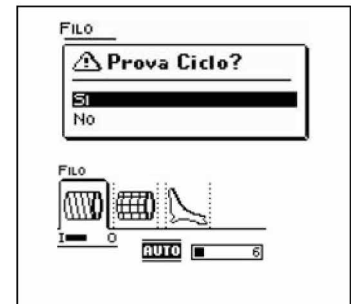 FILO
Prova Ciclo?
Si
No
FILO
I O
AUTO 6